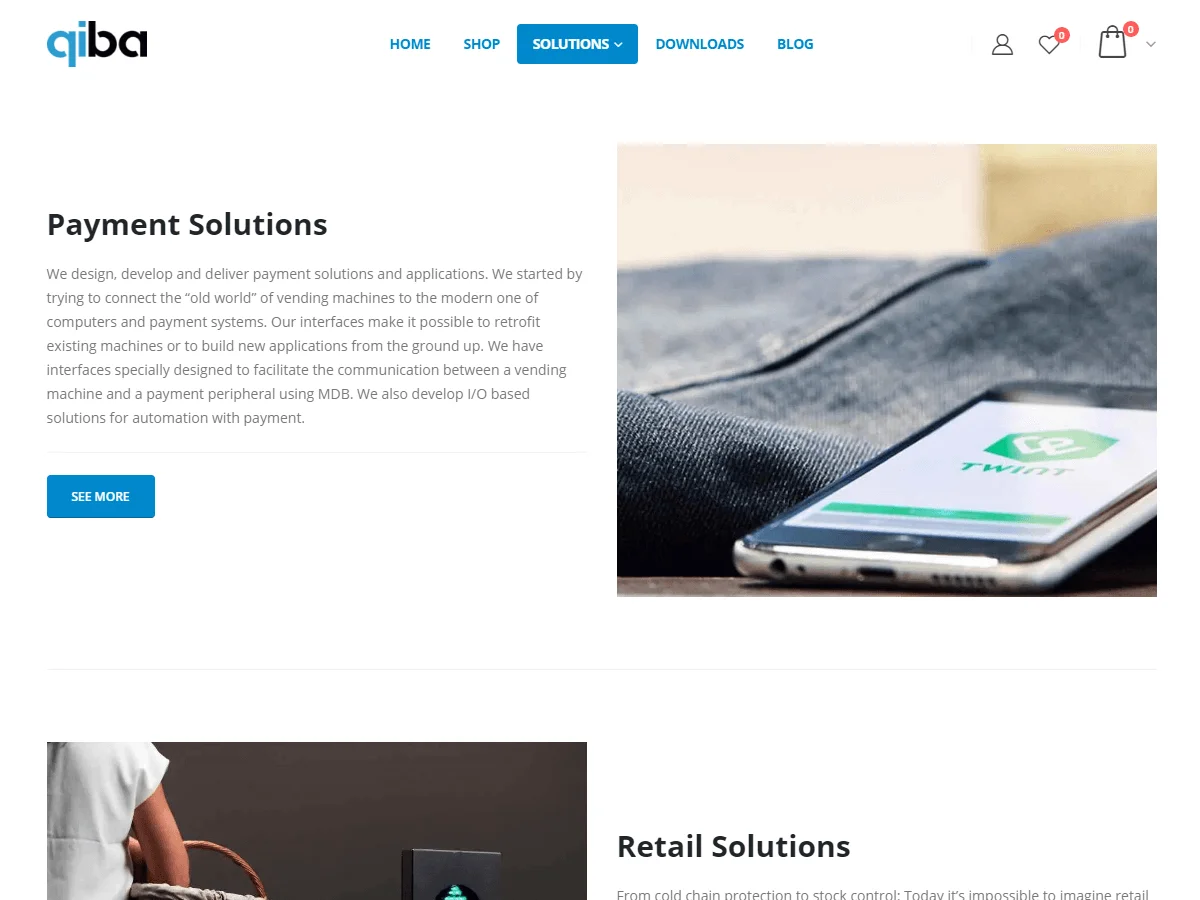 qiba
HOME
SHOP
SOLUTIONS
DOWNLOADS
BLOG
0
0
Payment Solutions
We design, develop and deliver payment solutions and applications. We started by
trying to connect the “old world” of vending machines to the modern one of
computers and payment systems. Our interfaces make it possible to retrofit
existing machines or to build new applications from the ground up. We have
interfaces specially designed to facilitate the communication between a vending
machine and a payment peripheral using MDB. We also develop I/O based
solutions for automation with payment.
SEE MORE
TWINT
Retail Solutions
From cold chain protection to stock control: Today it’s impossible to imagine retail